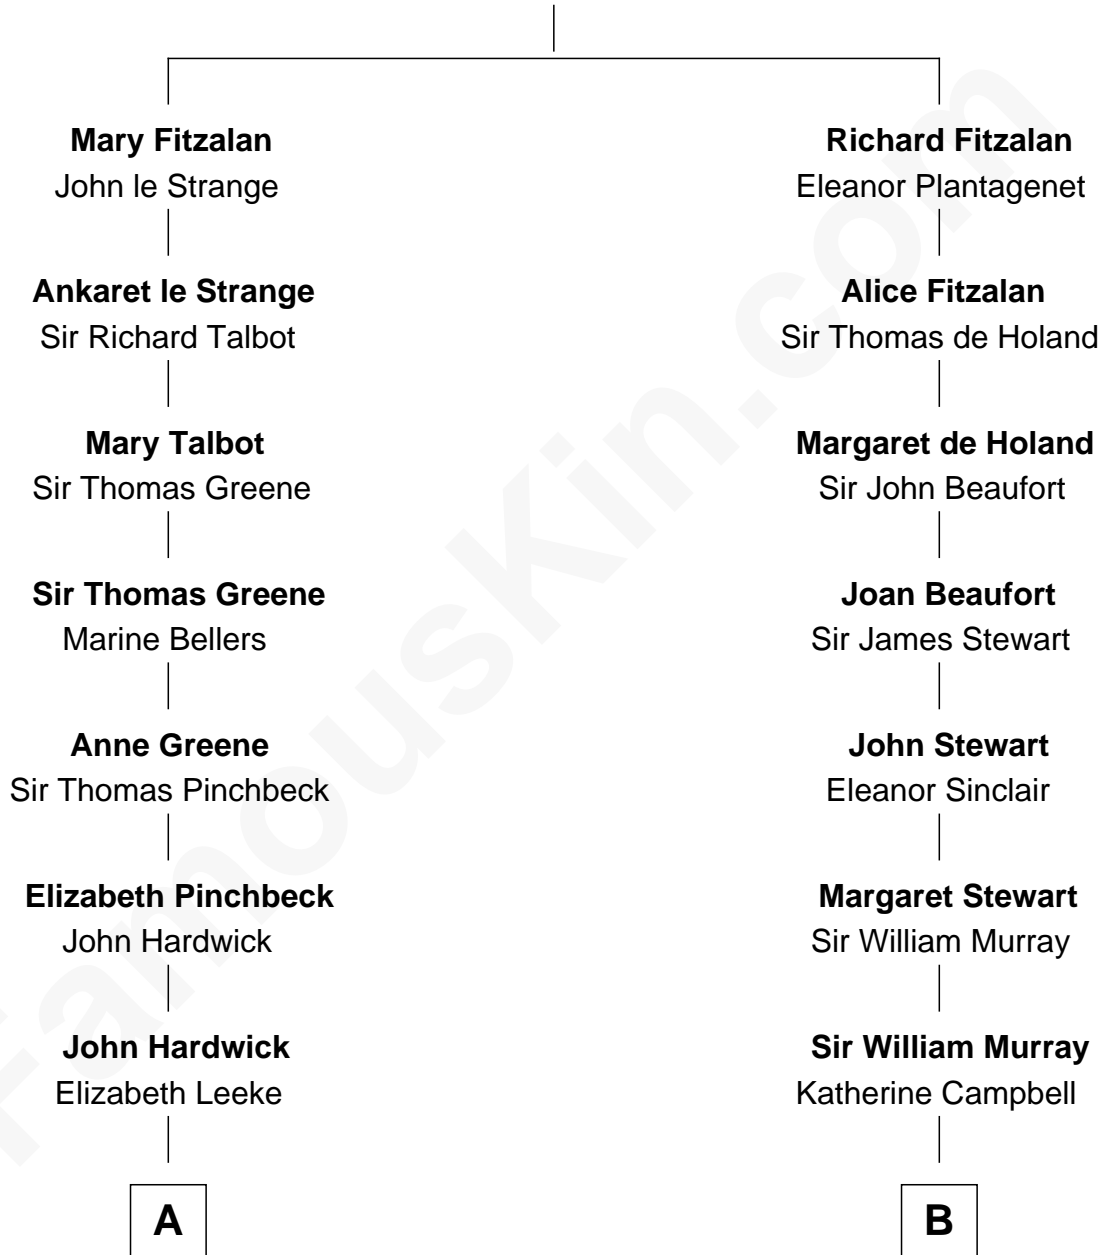 Mary Fitzalan
John le Strange
Richard Fitzalan
Eleanor Plantagenet
Ankaret le Strange
Sir Richard Talbot
Alice Fitzalan
Sir Thomas de Holand
Mary Talbot
Sir Thomas Greene
Margaret de Holand
Sir John Beaufort
Sir Thomas Greene
Marine Bellers
Joan Beaufort
Sir James Stewart
Anne Greene
Sir Thomas Pinchbeck
John Stewart
Eleanor Sinclair
Elizabeth Pinchbeck
John Hardwick
Margaret Stewart
Sir William Murray
John Hardwick
Elizabeth Leeke
Sir William Murray
Katherine Campbell
A
B
FamousKin.com